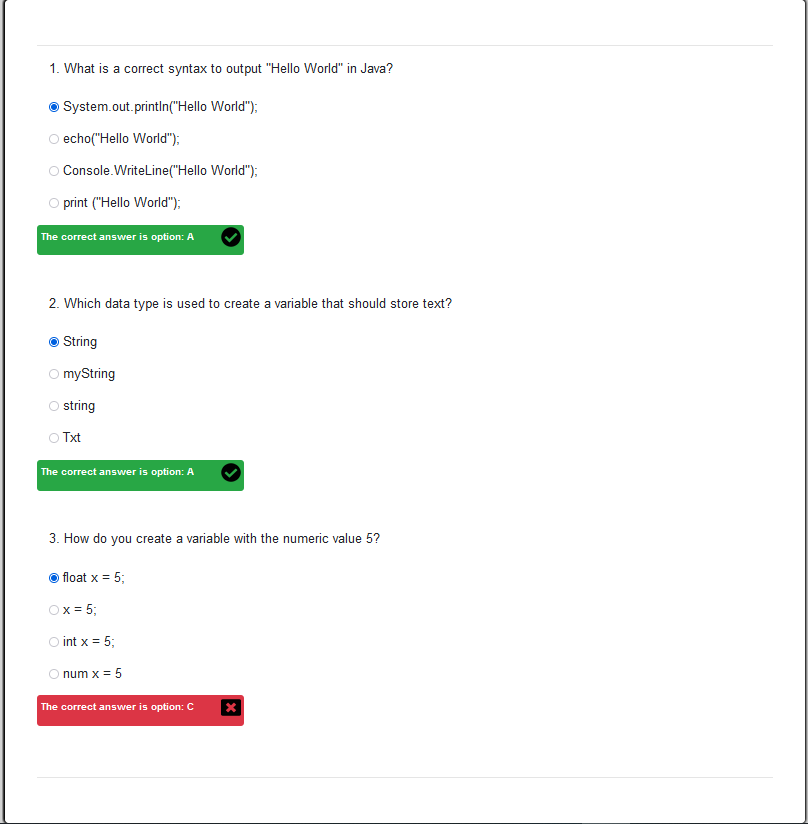 1. What is a correct syntax to output "Hello World" in Java?
System.out.println("Hello World");
echo("Hello World");
Console.WriteLine("Hello World");
print ("Hello World");
The correct answer is option: A
2. Which data type is used to create a variable that should store text?
String
myString
string
Txt
The correct answer is option: A
3. How do you create a variable with the numeric value 5?
float x = 5;
x = 5;
int x = 5;
num x = 5
The correct answer is option: C